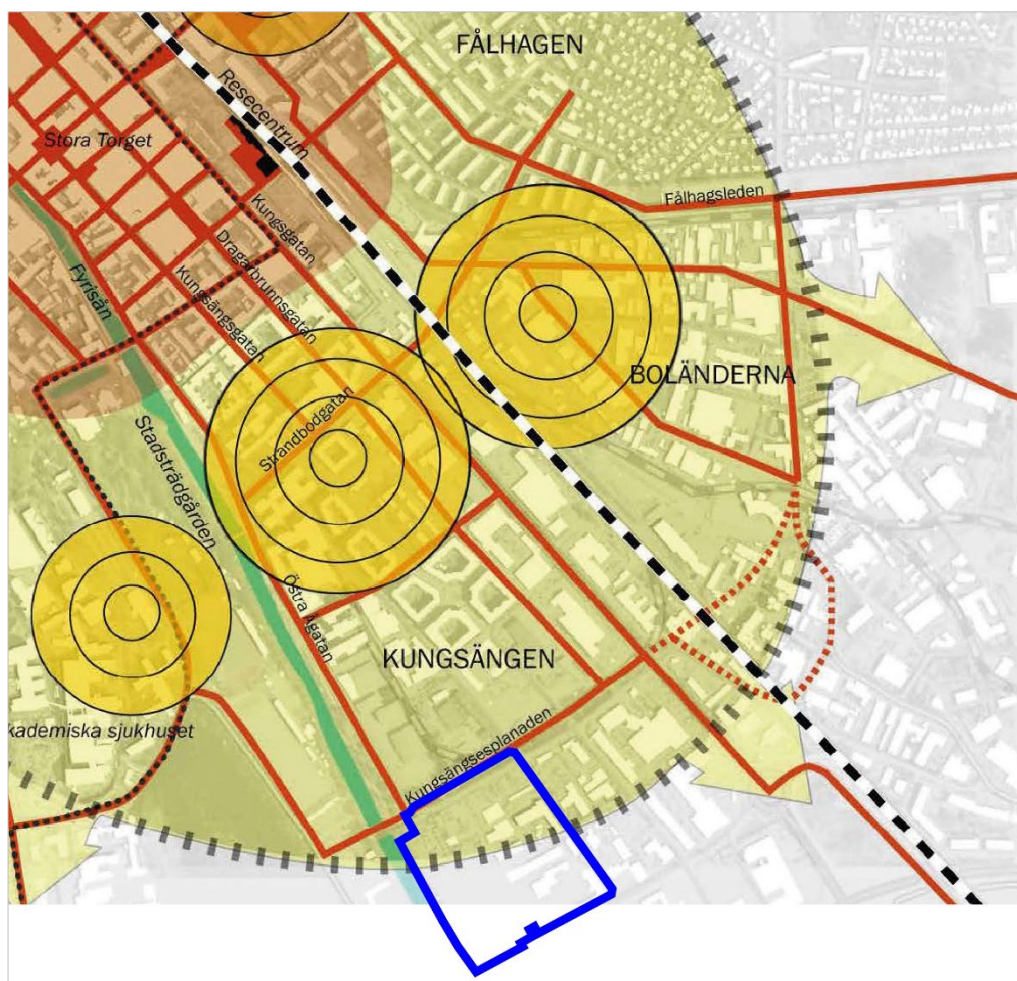 FÅLHAGEN
Resecentrum
Stora Torget
Fålhagsleden
Kungsgatan
Dragarbrunnsgatan
Kungsängsgatan
Fyrisån
BOLÄNDERNA
Strandbodgatan
Stadsträdgården
Östra Ågatan
KUNGSÄNGEN
kademiska sjukhuset
Kungsängsesplanaden